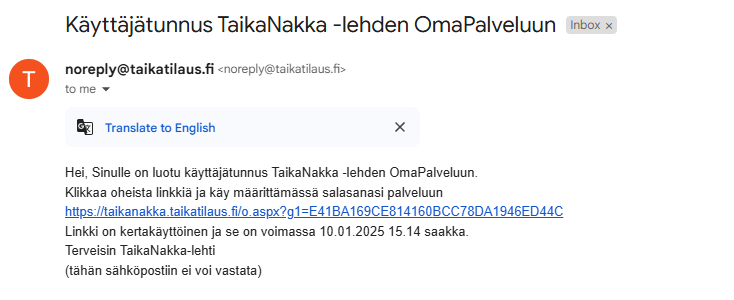 Käyttäjätunnus TaikaNakka -lehden OmaPalveluun Inbox ×
T
noreply@taikatilaus.fi <noreply@taikatilaus.fi>
to me
Translate to English
Hei, Sinulle on luotu käyttäjätunnus TaikaNakka -lehden OmaPalveluun.
Klikkaa oheista linkkiä ja käy määrittämässä salasanasi palveluun
https://taikanakka.taikatilaus.fi/o.aspx?g1=E41BA169CE814160BCC78DA1946ED44C
Linkki on kertakäyttöinen ja se on voimassa 10.01.2025 15.14 saakka.
Terveisin TaikaNakka-lehti
(tähän sähköpostiin ei voi vastata)